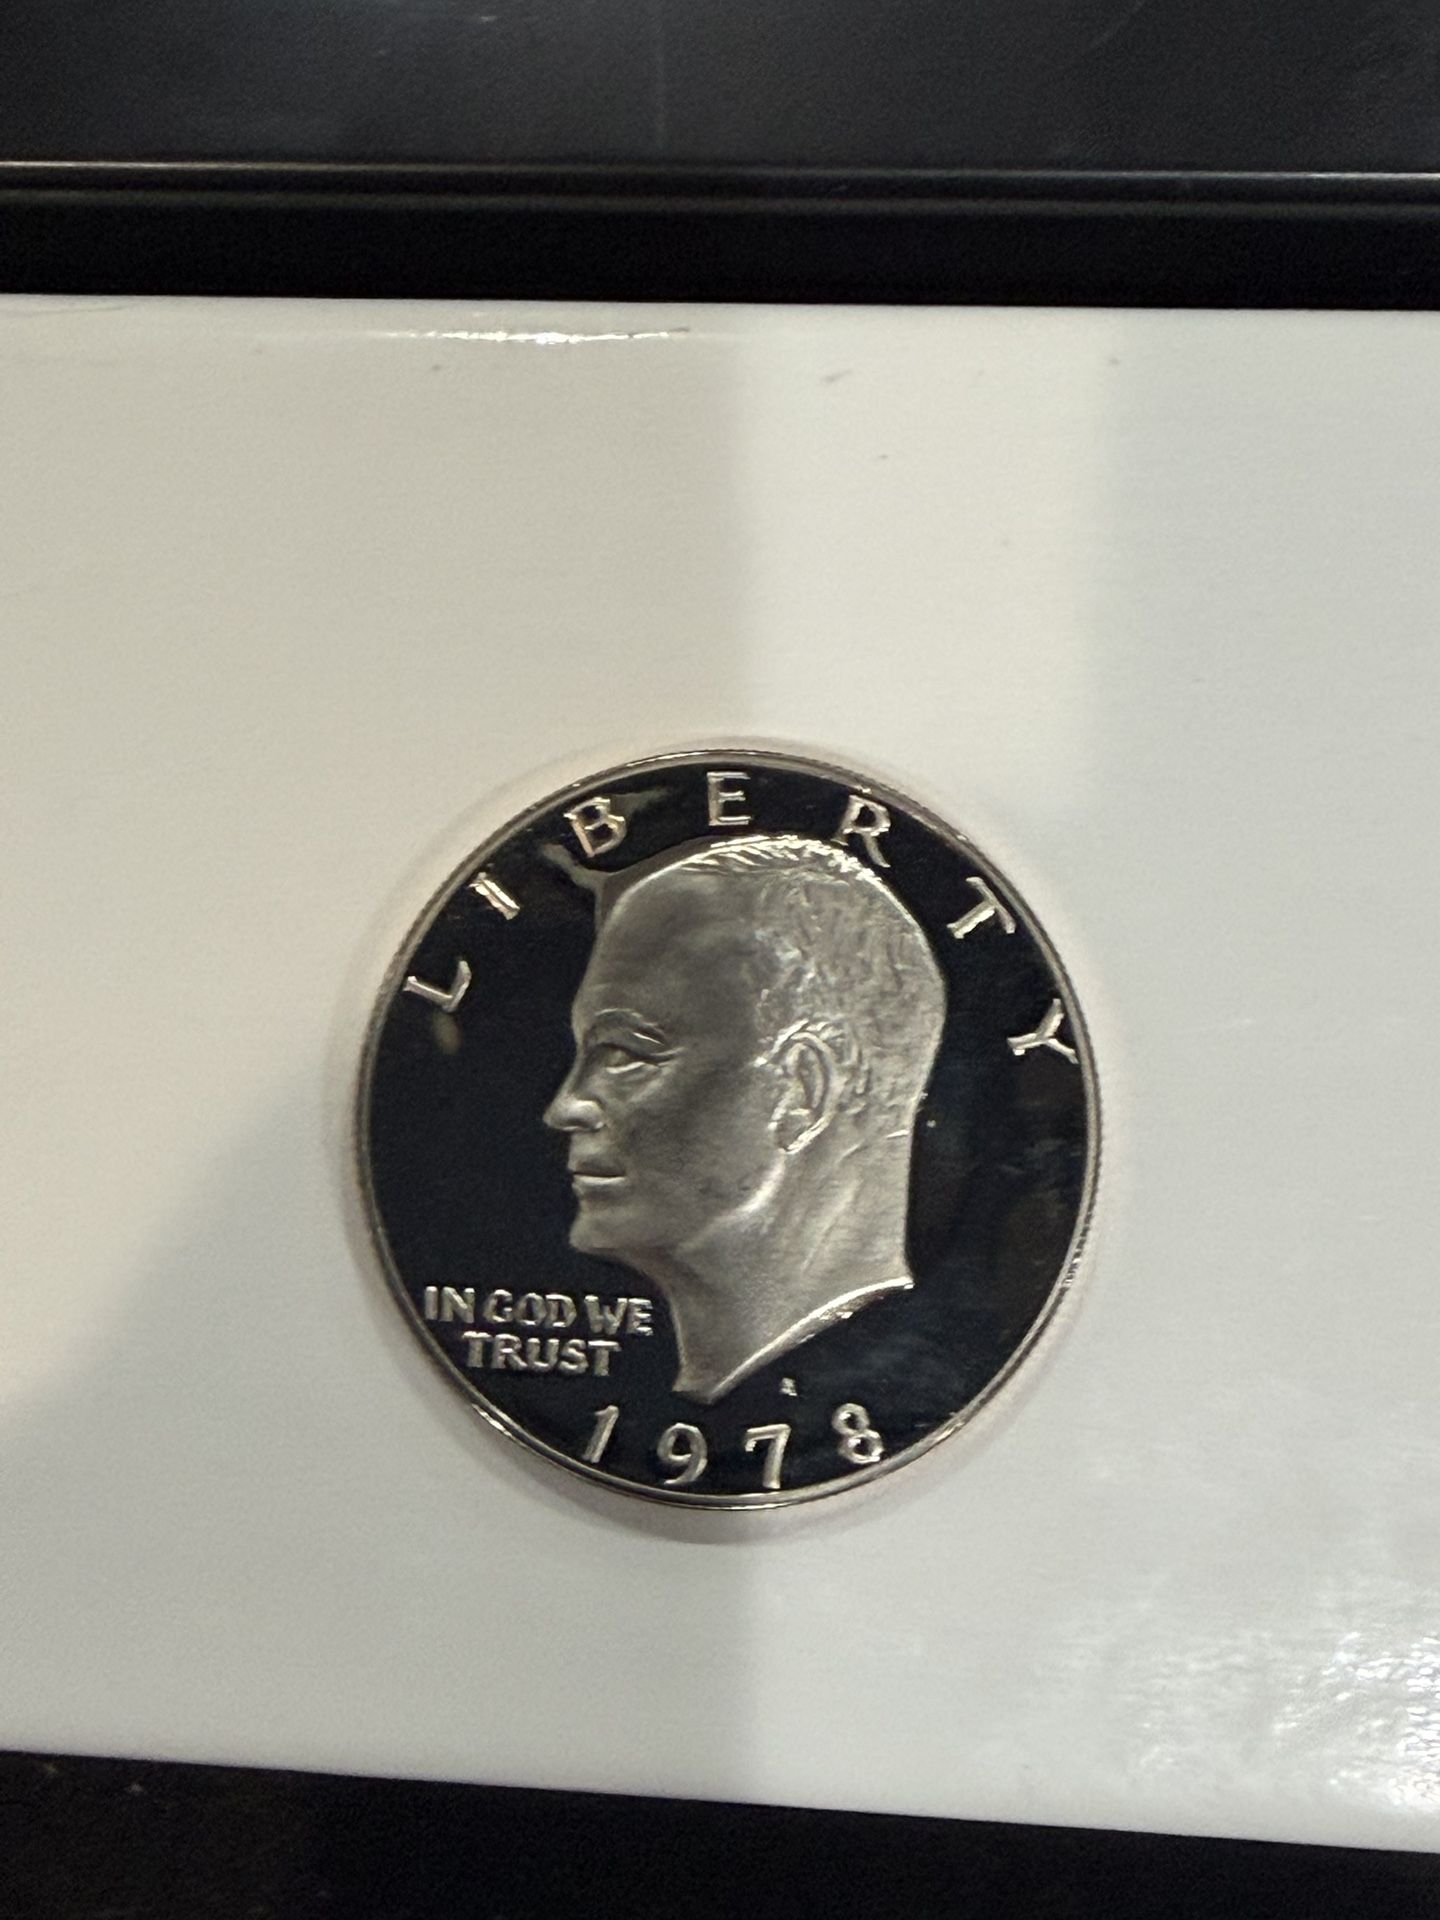 LIBERTY
IN GOD WE
TRUST
1978